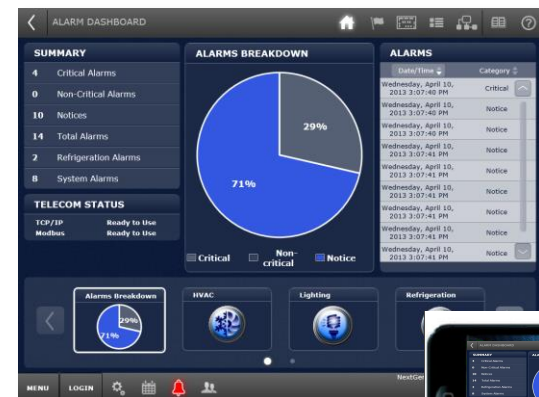 ALARM DASHBOARD
SUMMARY
4 Critical Alarms
0 Non-Critical Alarms
10 Notices
14 Total Alarms
2 Refrigeration Alarms
8 System Alarms
TELECOM STATUS
TCP/IP Ready to Use
Modbus Ready to Use
ALARMS BREAKDOWN
29%
71%
Critical
Non-critical
Notice
ALARMS
Date/Time Category
Wednesday, April 10, 2013 3:07:40 PM Critical
Wednesday, April 10, 2013 3:07:40 PM Notice
Wednesday, April 10, 2013 3:07:40 PM Notice
Wednesday, April 10, 2013 3:07:41 PM Notice
Wednesday, April 10, 2013 3:07:41 PM Notice
Wednesday, April 10, 2013 3:07:41 PM Notice
Wednesday, April 10, 2013 3:07:41 PM Notice
Wednesday, April 10, 2013 3:07:41 PM Notice
Wednesday, April 10, 2013 3:07:41 PM Notice
Alarms Breakdown
29%
71%
HVAC
Lighting
Refrigeration
MENU
LOGIN
NextGen